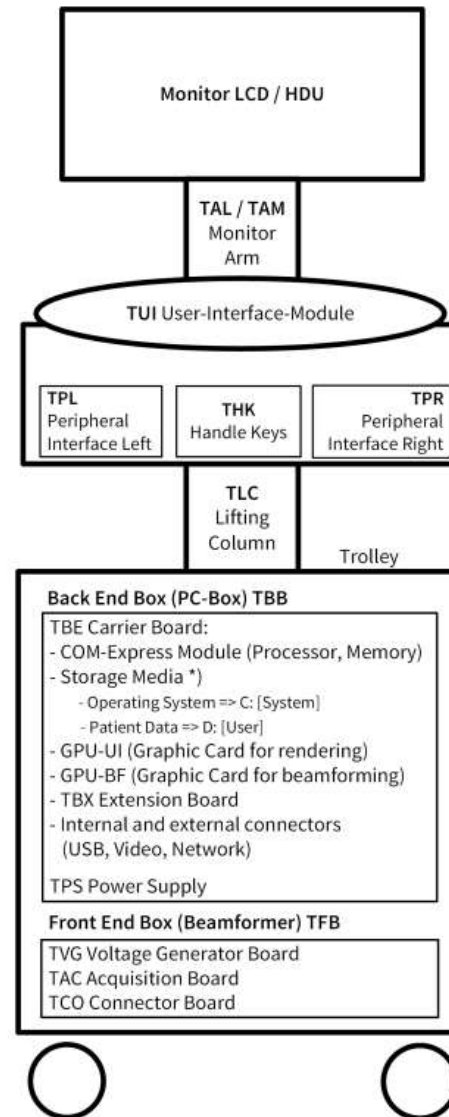 Monitor LCD / HDU
TAL / TAM
Monitor
Arm
TUI User-Interface-Module
TPL
Peripheral
Interface Left
THK
Handle Keys
TPR
Peripheral
Interface Right
TLC
Lifting
Column
Trolley
Back End Box (PC-Box) TBB
TBE Carrier Board:
- COM-Express Module (Processor, Memory)
- Storage Media *)
- Operating System => C: [System]
- Patient Data => D: [User]
- GPU-UI (Graphic Card for rendering)
- GPU-BF (Graphic Card for beamforming)
- TBX Extension Board
- Internal and external connectors
(USB, Video, Network)
TPS Power Supply
Front End Box (Beamformer) TFB
TVG Voltage Generator Board
TAC Acquisition Board
TCO Connector Board